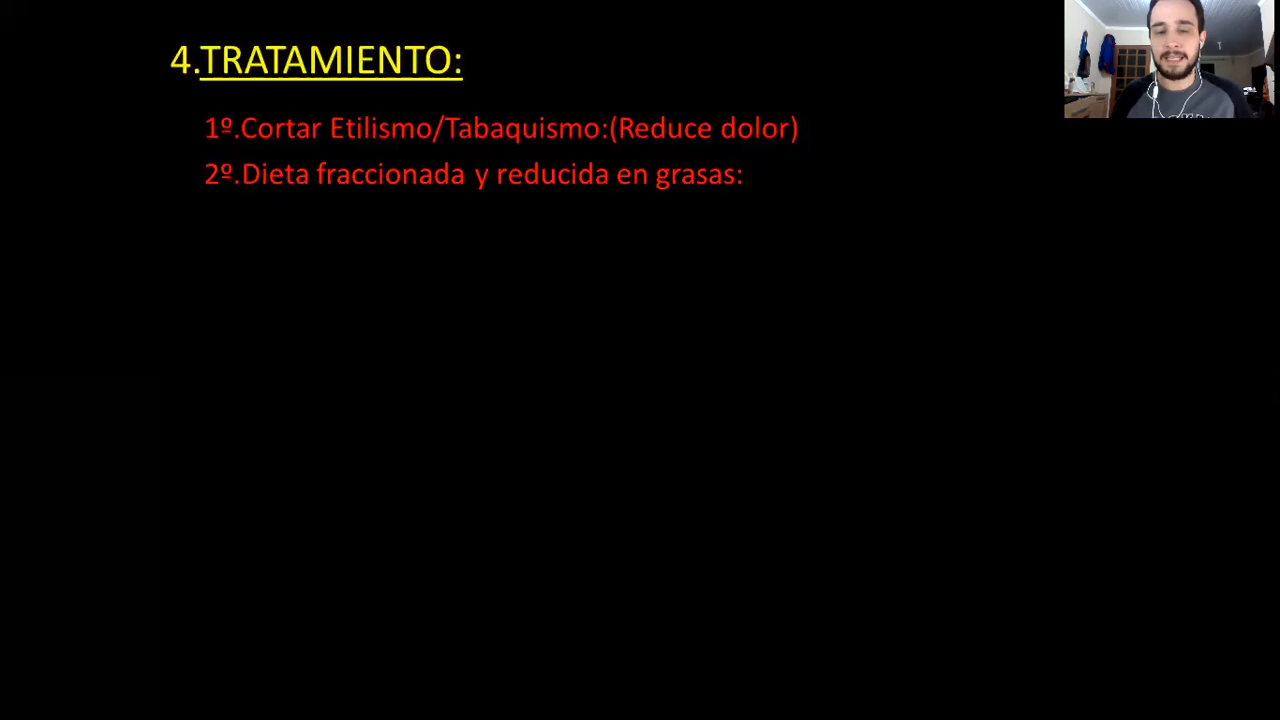 4.TRATAMIENTO:
1º.Cortar Etilismo/Tabaquismo:(Reduce dolor)
2º.Dieta fraccionada y reducida en grasas: